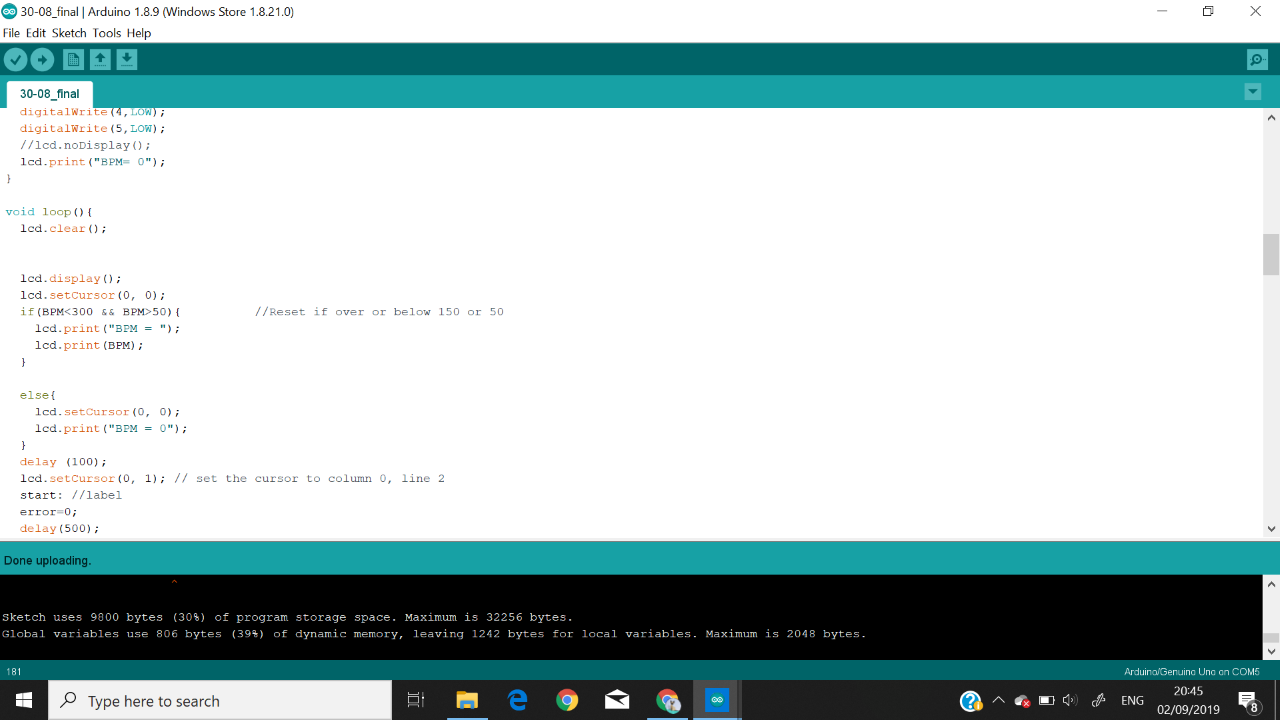 30-08_final | Arduino 1.8.9 (Windows Store 1.8.21.0)
File Edit Sketch Tools Help
30-08_final
digitalWrite(4,LOW);
digitalWrite(5,LOW);
//lcd.noDisplay();
lcd.print("BPM= 0");
}
void loop(){
lcd.clear();
lcd.display();
lcd.setCursor(0, 0);
if(BPM<300 && BPM>50){ //Reset if over or below 150 or 50
lcd.print("BPM = ");
lcd.print(BPM);
}
else{
lcd.setCursor(0, 0);
lcd.print("BPM = 0");
}
delay (100);
lcd.setCursor(0, 1); // set the cursor to column 0, line 2
start: //label
error=0;
delay(500);
Done uploading.
^
Sketch uses 9800 bytes (30%) of program storage space. Maximum is 32256 bytes.
Global variables use 806 bytes (39%) of dynamic memory, leaving 1242 bytes for local variables. Maximum is 2048 bytes.
181
Arduino/Genuino Uno on COM5
Type here to search
ENG
20:45
02/09/2019
8